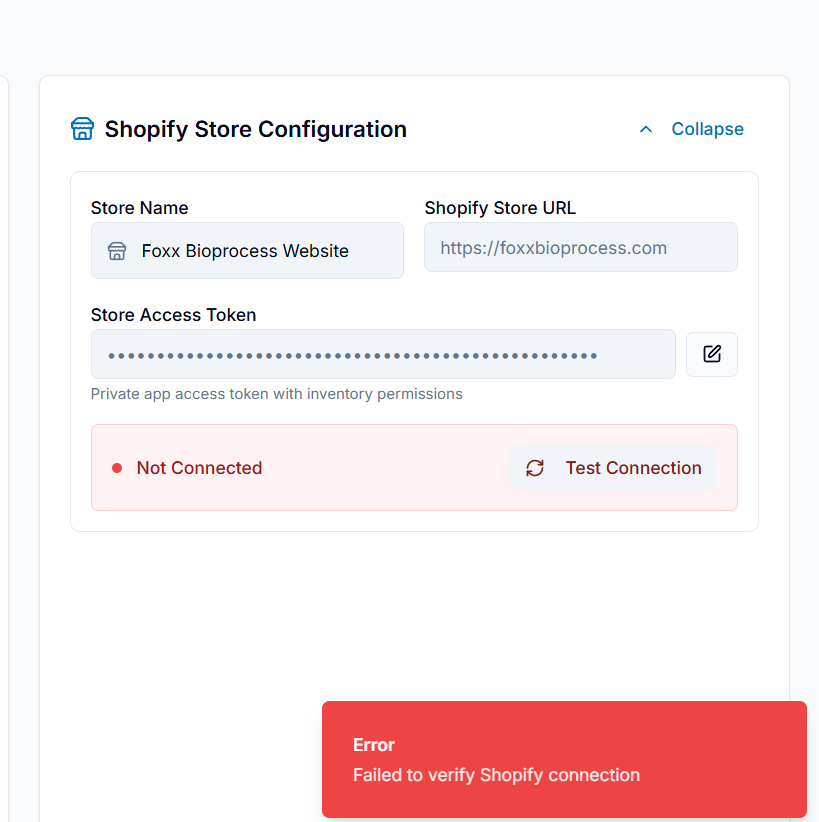 Shopify Store Configuration
Collapse
Store Name
Shopify Store URL
Foxx Bioprocess Website
https://foxxbioprocess.com
Store Access Token
••••••••••••••••••••••••••••••••••••••••••••••••••
Private app access token with inventory permissions
Not Connected
Test Connection
Error
Failed to verify Shopify connection